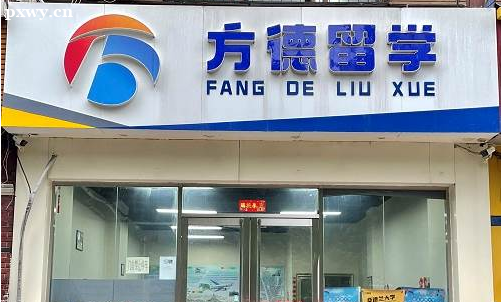 pxwy.cn
方德留学
FANG DE LIU XUE